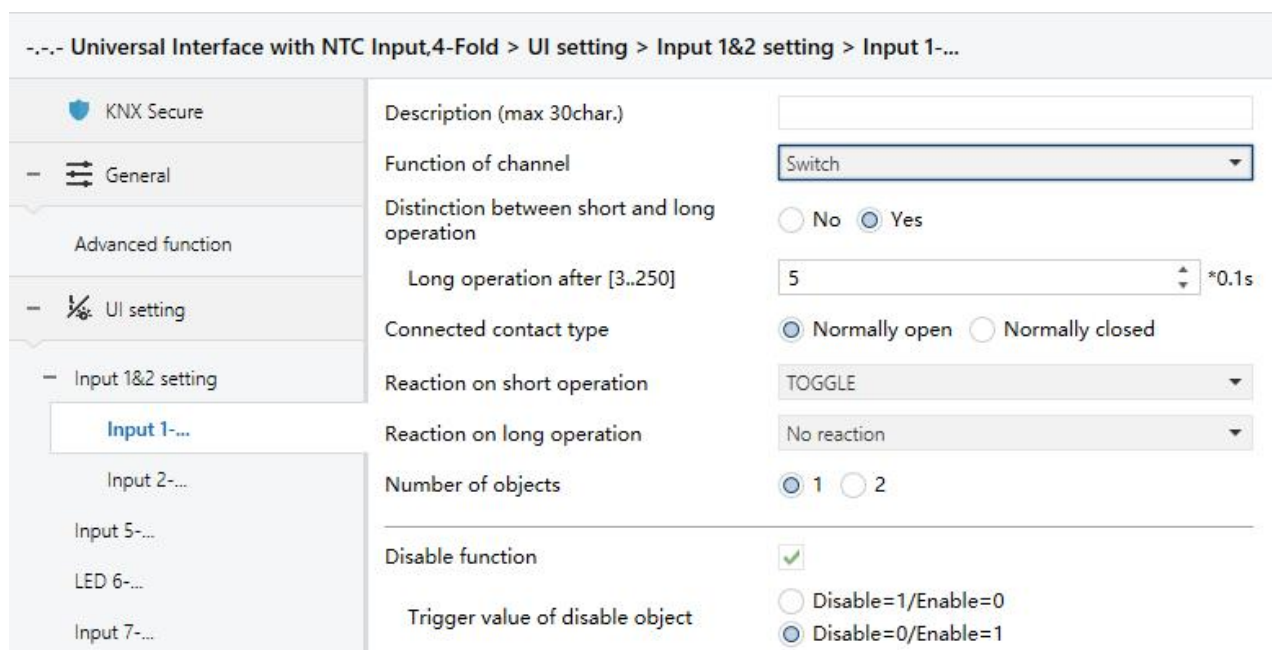 -.-.- Universal Interface with NTC Input,4-Fold > UI setting > Input 1&2 setting > Input 1-...
KNX Secure
General
Advanced function
UI setting
Input 1&2 setting
Input 1-...
Input 2-...
Input 5-...
LED 6-...
Input 7-...
Description (max 30char.)
Function of channel
Switch
Distinction between short and long
operation
No Yes
Long operation after [3..250]
5 *0.1s
Connected contact type
Normally open Normally closed
Reaction on short operation
TOGGLE
Reaction on long operation
No reaction
Number of objects
1 2
Disable function
Trigger value of disable object
Disable=1/Enable=0
Disable=0/Enable=1